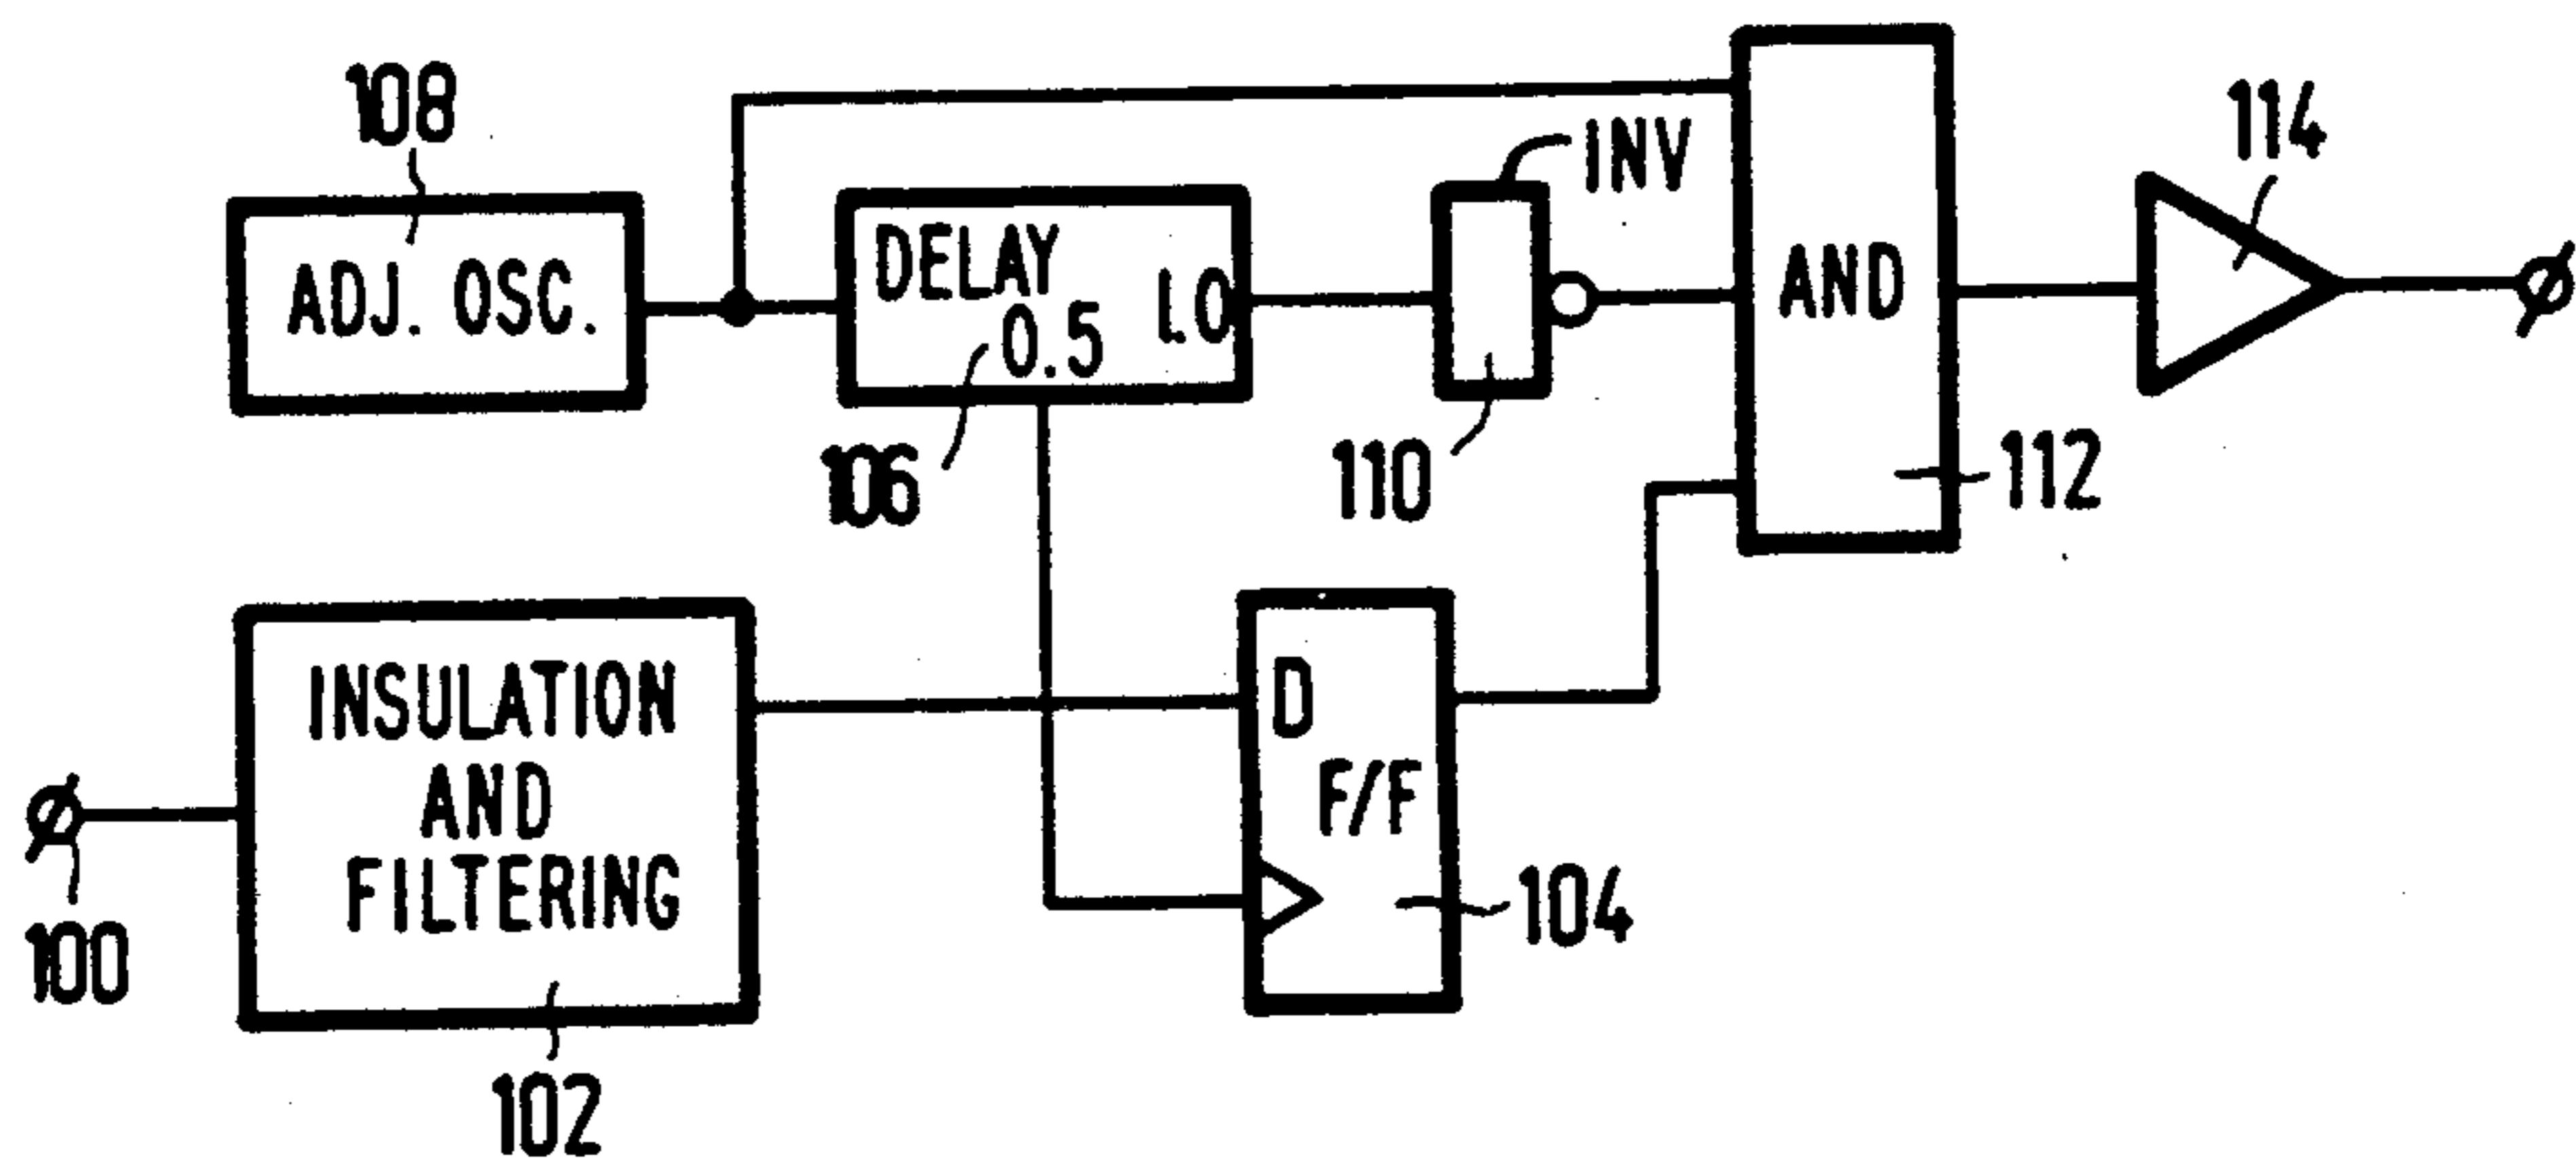 108
ADJ. OSC.
DELAY
0.5
1.0
106
INV
110
AND
112
114
100
INSULATION
AND
FILTERING
102
D
F/F
104